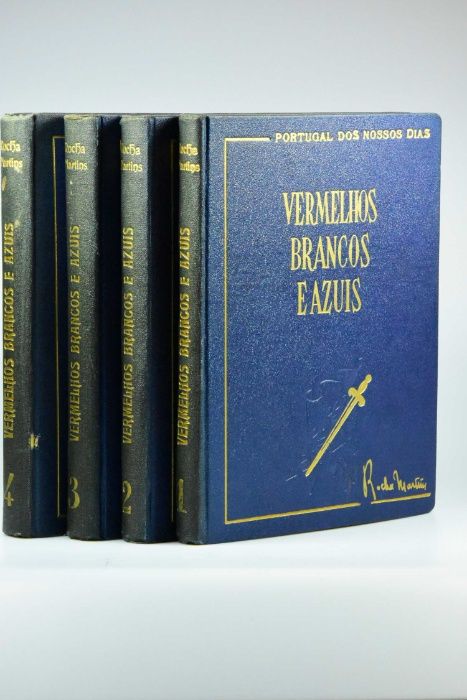 PORTUGAL DOS NOSSOS DIAS
VERMELHOS
BRANCOS
E AZUIS
Rocha Martins
Rocha
Martins
VERMELHOS BRANCOS E AZUIS
4
Rocha
Martins
VERMELHOS BRANCOS E AZUIS
3
Rocha
Martins
VERMELHOS BRANCOS E AZUIS
2
Rocha
Martins
VERMELHOS BRANCOS E AZUIS
1